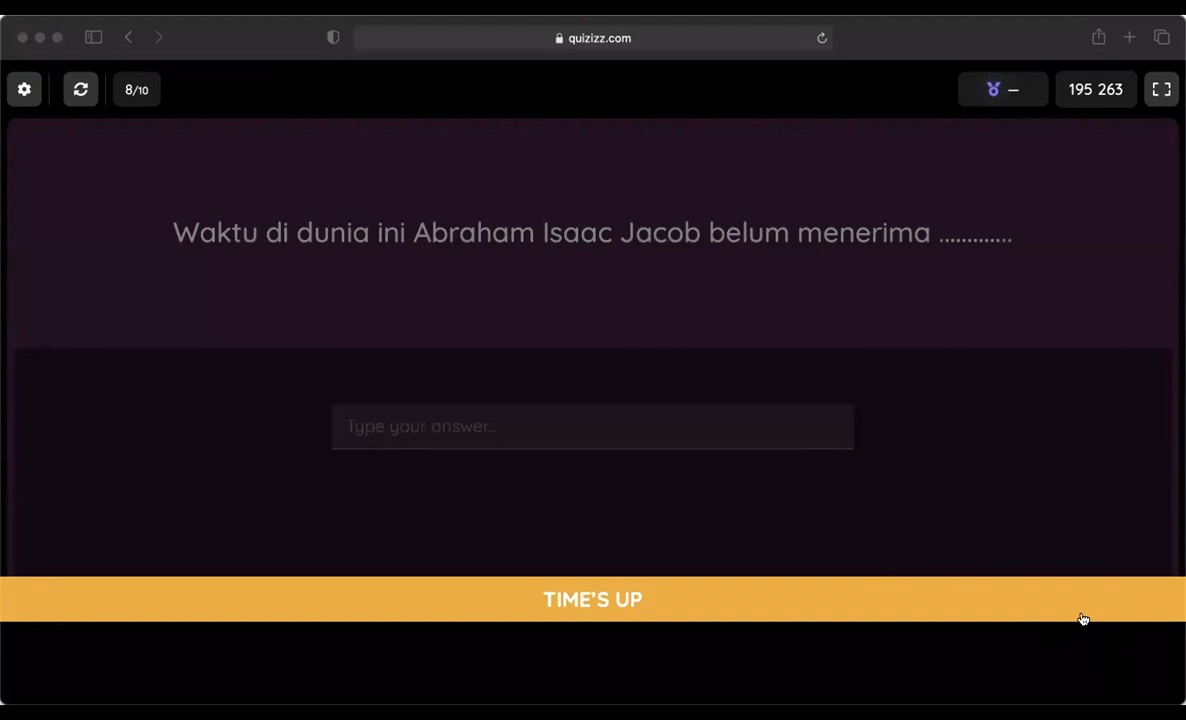 quizizz.com
8/10
–
195 263
Waktu di dunia ini Abraham Isaac Jacob belum menerima .............
Type your answer...
TIME'S UP